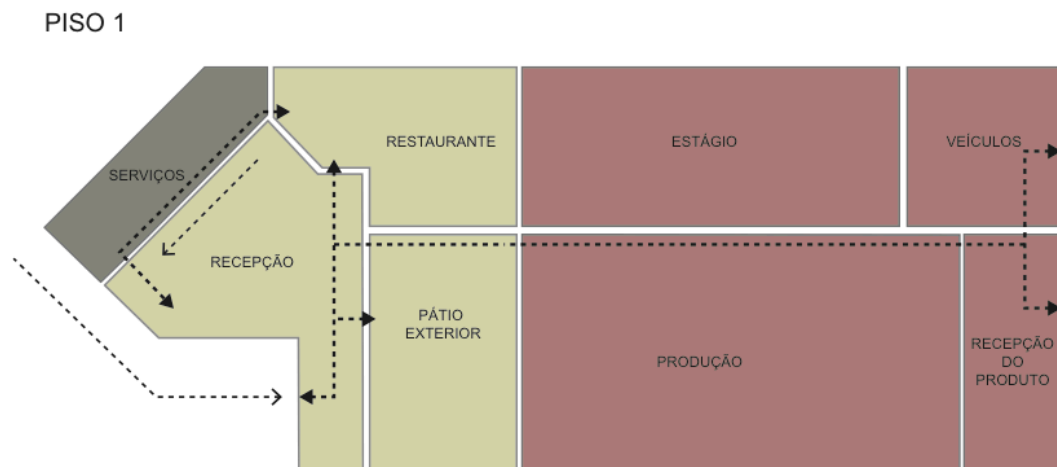 PISO 1
RESTAURANTE
ESTÁGIO
VEÍCULOS
SERVIÇOS
RECEPÇÃO
PÁTIO
EXTERIOR
PRODUÇÃO
RECEPÇÃO
DO
PRODUTO